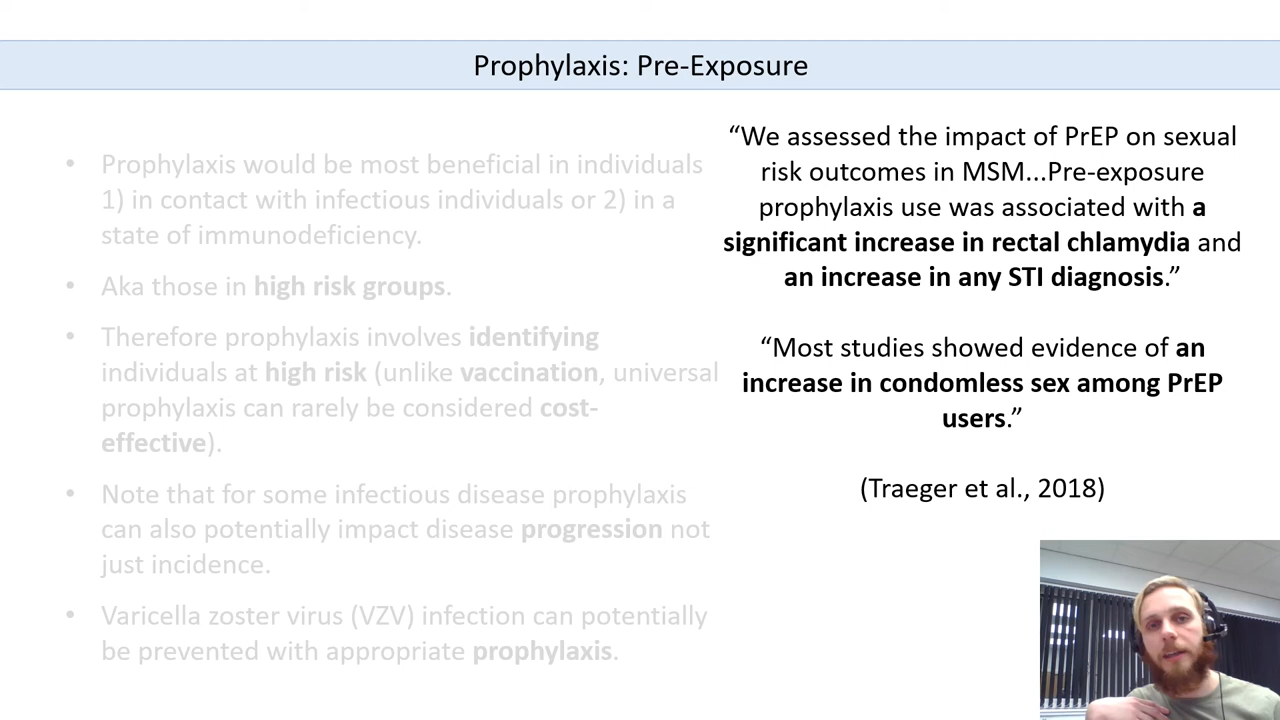 Prophylaxis: Pre-Exposure
• Prophylaxis would be most beneficial in individuals
1) in contact with infectious individuals or 2) in a
state of immunodeficiency.
• Aka those in high risk groups.
• Therefore prophylaxis involves identifying
individuals at high risk (unlike vaccination, universal
prophylaxis can rarely be considered cost-
effective).
• Note that for some infectious disease prophylaxis
can also potentially impact disease progression not
just incidence.
• Varicella zoster virus (VZV) infection can potentially
be prevented with appropriate prophylaxis.
“We assessed the impact of PrEP on sexual
risk outcomes in MSM...Pre-exposure
prophylaxis use was associated with a
significant increase in rectal chlamydia and
an increase in any STI diagnosis.”
“Most studies showed evidence of an
increase in condomless sex among PrEP
users.”
(Traeger et al., 2018)